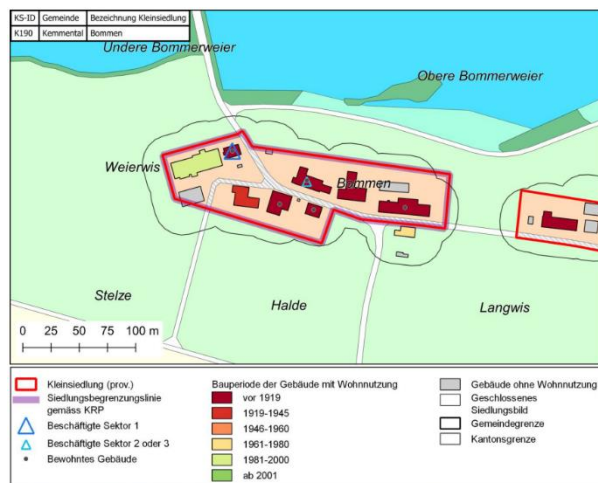 KS-ID Gemeinde Bezeichnung Kleinsiedlung
K190 Kemmental Bommen
Undere Bommerweier
Obere Bommerweier
Weierwis
Bommen
Stelze
Halde
Langwis
0 25 50 75 100 m
Kleinsiedlung (prov.)
Siedlungsbegrenzungslinie
gemäss KRP
Beschäftigte Sektor 1
Beschäftigte Sektor 2 oder 3
Bewohntes Gebäude
Bauperiode der Gebäude mit Wohnnutzung
vor 1919
1919-1945
1946-1960
1961-1980
1981-2000
ab 2001
Gebäude ohne Wohnnutzung
Geschlossenes
Siedlungsbild
Gemeindegrenze
Kantonsgrenze